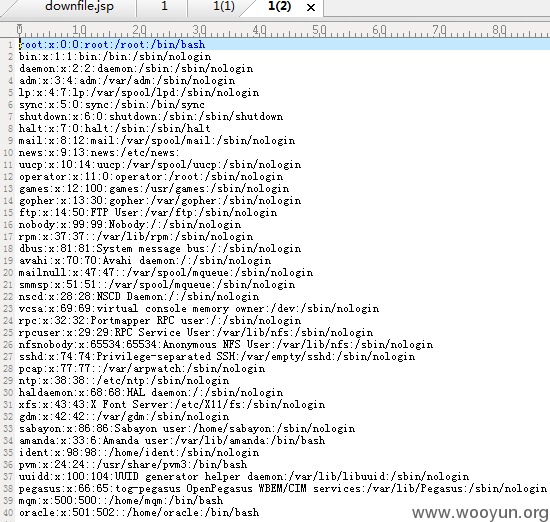 downfile.jsp 1 1(1) 1(2) ×
0 10 20 30 40 50 60 70 80
1 root:x:0:0:root:/root:/bin/bash
2 bin:x:1:1:bin:/bin:/sbin/nologin
3 daemon:x:2:2:daemon:/sbin:/sbin/nologin
4 adm:x:3:4:adm:/var/adm:/sbin/nologin
5 lp:x:4:7:lp:/var/spool/lpd:/sbin/nologin
6 sync:x:5:0:sync:/sbin:/bin/sync
7 shutdown:x:6:0:shutdown:/sbin:/sbin/shutdown
8 halt:x:7:0:halt:/sbin:/sbin/halt
9 mail:x:8:12:mail:/var/spool/mail:/sbin/nologin
10 news:x:9:13:news:/etc/news:
11 uucp:x:10:14:uucp:/var/spool/uucp:/sbin/nologin
12 operator:x:11:0:operator:/root:/sbin/nologin
13 games:x:12:100:games:/usr/games:/sbin/nologin
14 gopher:x:13:30:gopher:/var/gopher:/sbin/nologin
15 ftp:x:14:50:FTP User:/var/ftp:/sbin/nologin
16 nobody:x:99:99:Nobody:/:/sbin/nologin
17 rpm:x:37:37::/var/lib/rpm:/sbin/nologin
18 dbus:x:81:81:System message bus:/:/sbin/nologin
19 avahi:x:70:70:Avahi daemon:/:/sbin/nologin
20 mailnull:x:47:47::/var/spool/mqueue:/sbin/nologin
21 smmsp:x:51:51::/var/spool/mqueue:/sbin/nologin
22 nscd:x:28:28:NSCD Daemon:/:/sbin/nologin
23 vcsa:x:69:69:virtual console memory owner:/dev:/sbin/nologin
24 rpc:x:32:32:Portmapper RPC user:/:/sbin/nologin
25 rpcuser:x:29:29:RPC Service User:/var/lib/nfs:/sbin/nologin
26 nfsnobody:x:65534:65534:Anonymous NFS User:/var/lib/nfs:/sbin/nologin
27 sshd:x:74:74:Privilege-separated SSH:/var/empty/sshd:/sbin/nologin
28 pcap:x:77:77::/var/arpwatch:/sbin/nologin
29 ntp:x:38:38::/etc/ntp:/sbin/nologin
30 haldaemon:x:68:68:HAL daemon:/:/sbin/nologin
31 xfs:x:43:43:X Font Server:/etc/X11/fs:/sbin/nologin
32 gdm:x:42:42::/var/gdm:/sbin/nologin
33 sabayon:x:86:86:Sabayon user:/home/sabayon:/sbin/nologin
34 amanda:x:33:6:Amanda user:/var/lib/amanda:/bin/bash
35 ident:x:98:98::/home/ident:/sbin/nologin
36 pvm:x:24:24::/usr/share/pvm3:/bin/bash
37 uuidd:x:100:104:UUID generator helper daemon:/var/lib/libuuid:/sbin/nologin
38 pegasus:x:66:65:tog-pegasus OpenPegasus WBEM/CIM services:/var/lib/Pegasus:/sbin/nologin
39 mqm:x:500:500::/home/mqm:/bin/bash
40 oracle:x:501:502::/home/oracle:/bin/bash
www.wooyun.org